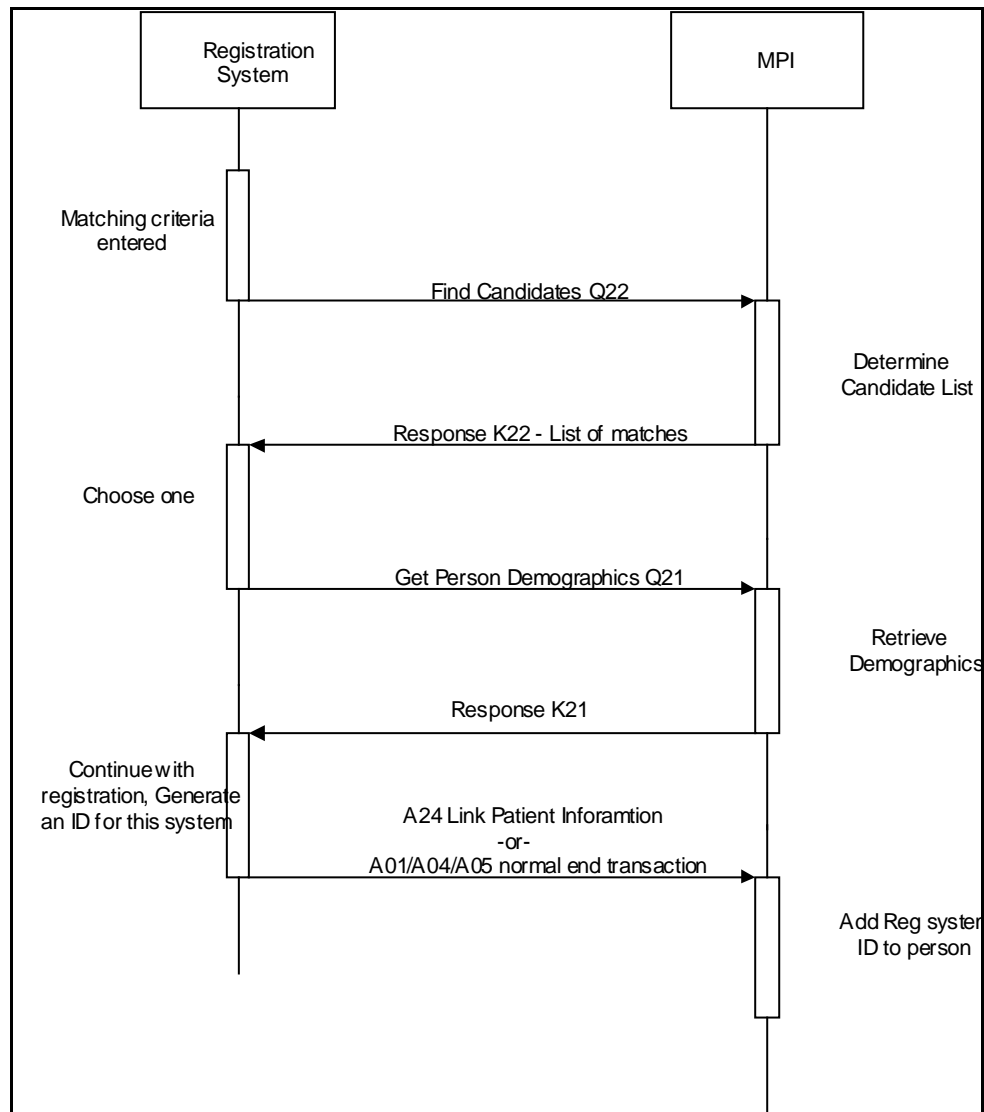 Registration
System
MPI
Matching criteria
entered
Find Candidates Q22
Determine
Candidate List
Response K22 - List of matches
Choose one
Get Person Demographics Q21
Retrieve
Demographics
Response K21
Continue with
registration, Generate
an ID for this system
A24 Link Patient Inforamtion
-or-
A01/A04/A05 normal end transaction
Add Reg system
ID to person